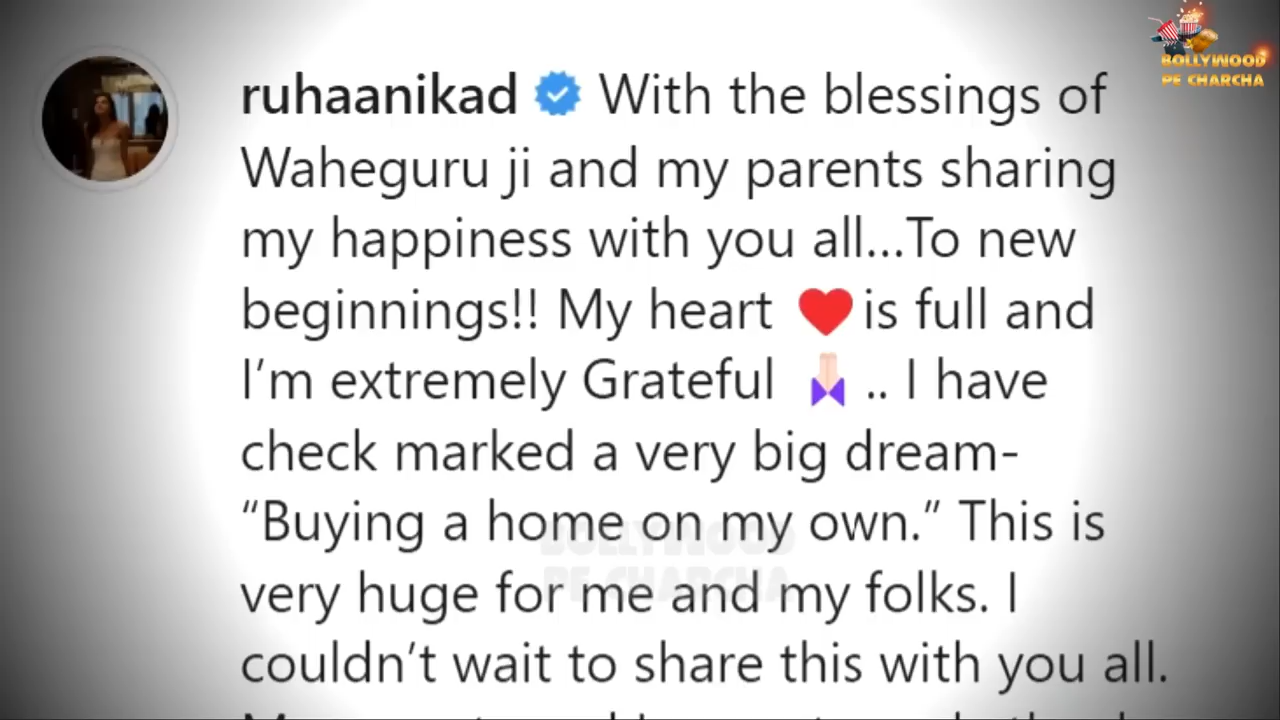 BOLLYWOOD
PE CHARCHA
ruhaanikad With the blessings of
Waheguru ji and my parents sharing
my happiness with you all...To new
beginnings!! My heart ❤️is full and
I’m extremely Grateful 🙏🏻.. I have
check marked a very big dream-
“Buying a home on my own.” This is
very huge for me and my folks. I
couldn’t wait to share this with you all.
BOLLYWOOD
PE CHARCHA